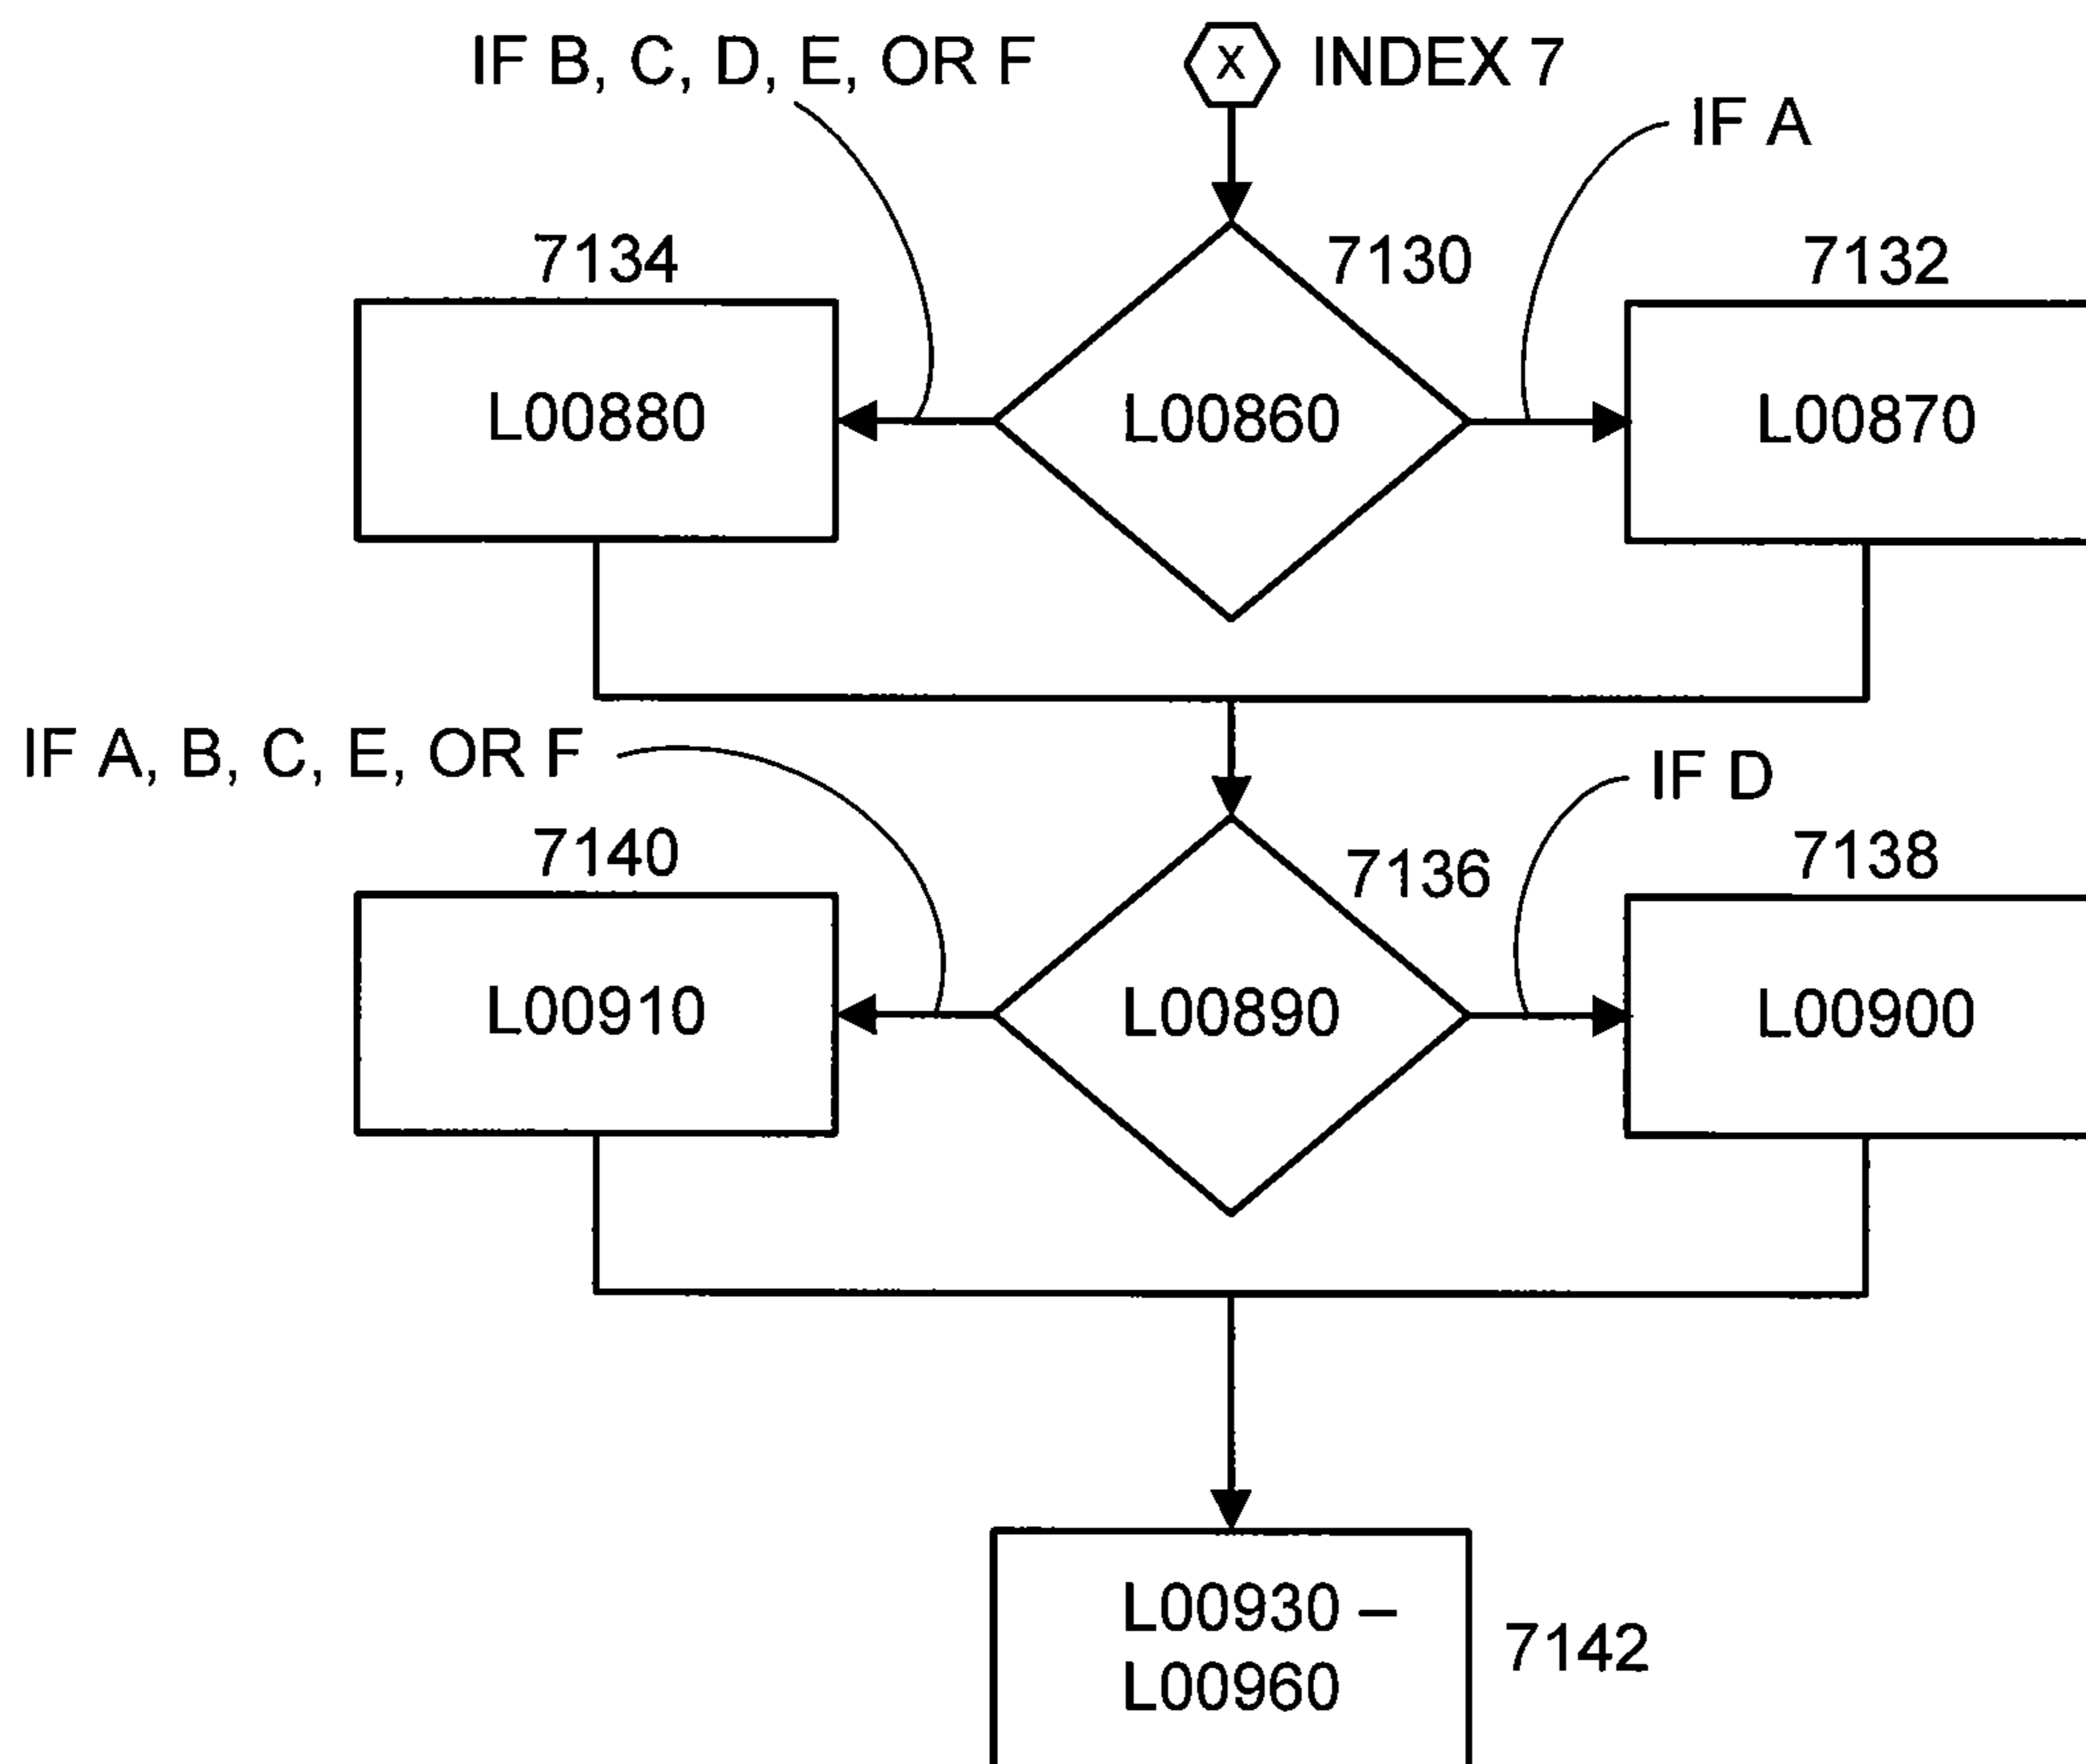 IF B, C, D, E, OR F
X
INDEX 7
IF A
7134
7130
7132
L00880
L00860
L00870
IF A, B, C, E, OR F
IF D
7140
7136
7138
L00910
L00890
L00900
L00930 –
L00960
7142